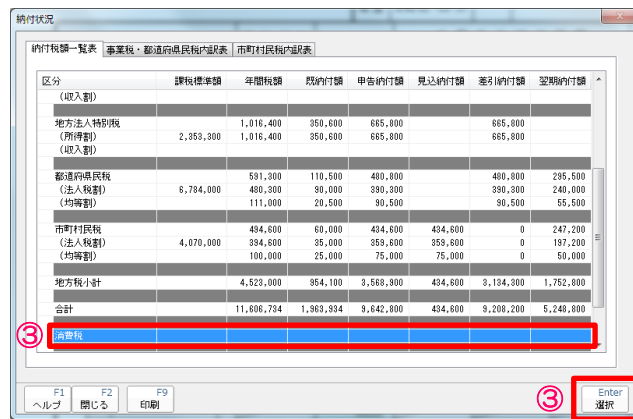 納付状況
納付税額一覧表 事業税・都道府県民税内訳表 市町村民税内訳表
区分 課税標準額 年間税額 既納付額 申告納付額 見込納付額 差引納付額 翌期納付額
(収入割)
地方法人特別税 1,016,400 350,600 665,800 665,800
(所得割) 2,353,300 1,016,400 350,600 665,800 665,800
(収入割)
都道府県民税 591,300 110,500 480,800 480,800 295,500
(法人税割) 6,784,000 480,300 90,000 390,300 390,300 240,000
(均等割) 111,000 20,500 90,500 90,500 55,500
市町村民税 494,600 60,000 434,600 434,600 0 247,200
(法人税割) 4,070,000 394,600 35,000 359,600 359,600 0 197,200
(均等割) 100,000 25,000 75,000 75,000 0 50,000
地方税小計 4,523,000 954,100 3,568,900 434,600 3,134,300 1,752,800
合計 11,606,734 1,963,934 9,642,800 434,600 9,208,200 5,248,800
③ 消費税
F1 F2 F9 ③ Enter
ヘルプ 閉じる 印刷 選択